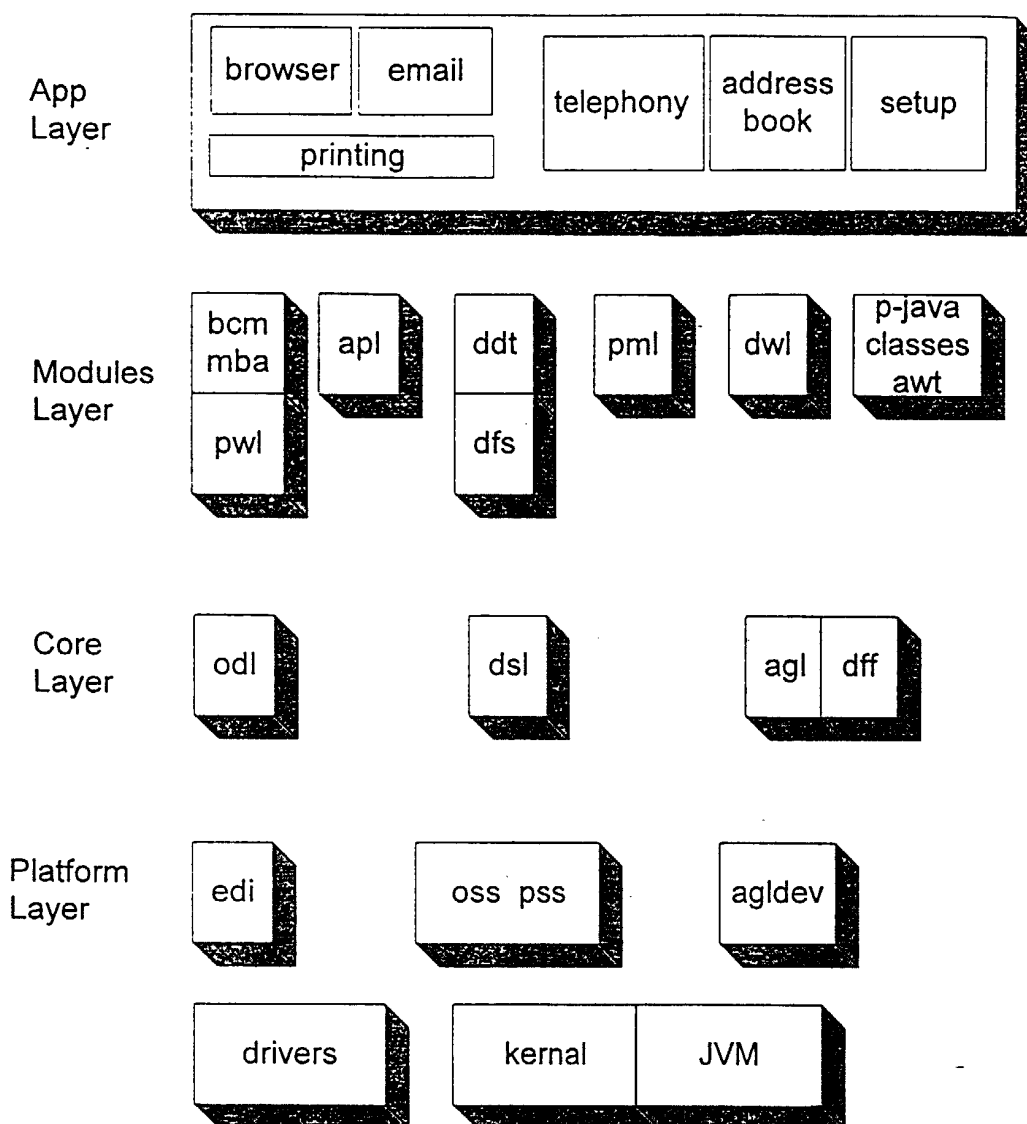 App
Layer
browser
email
printing
telephony
address
book
setup
Modules
Layer
bcm
mba
pwl
apl
ddt
dfs
pml
dwl
p-java
classes
awt
Core
Layer
odl
dsl
agl
dff
Platform
Layer
edi
oss pss
agldev
drivers
kernal
JVM